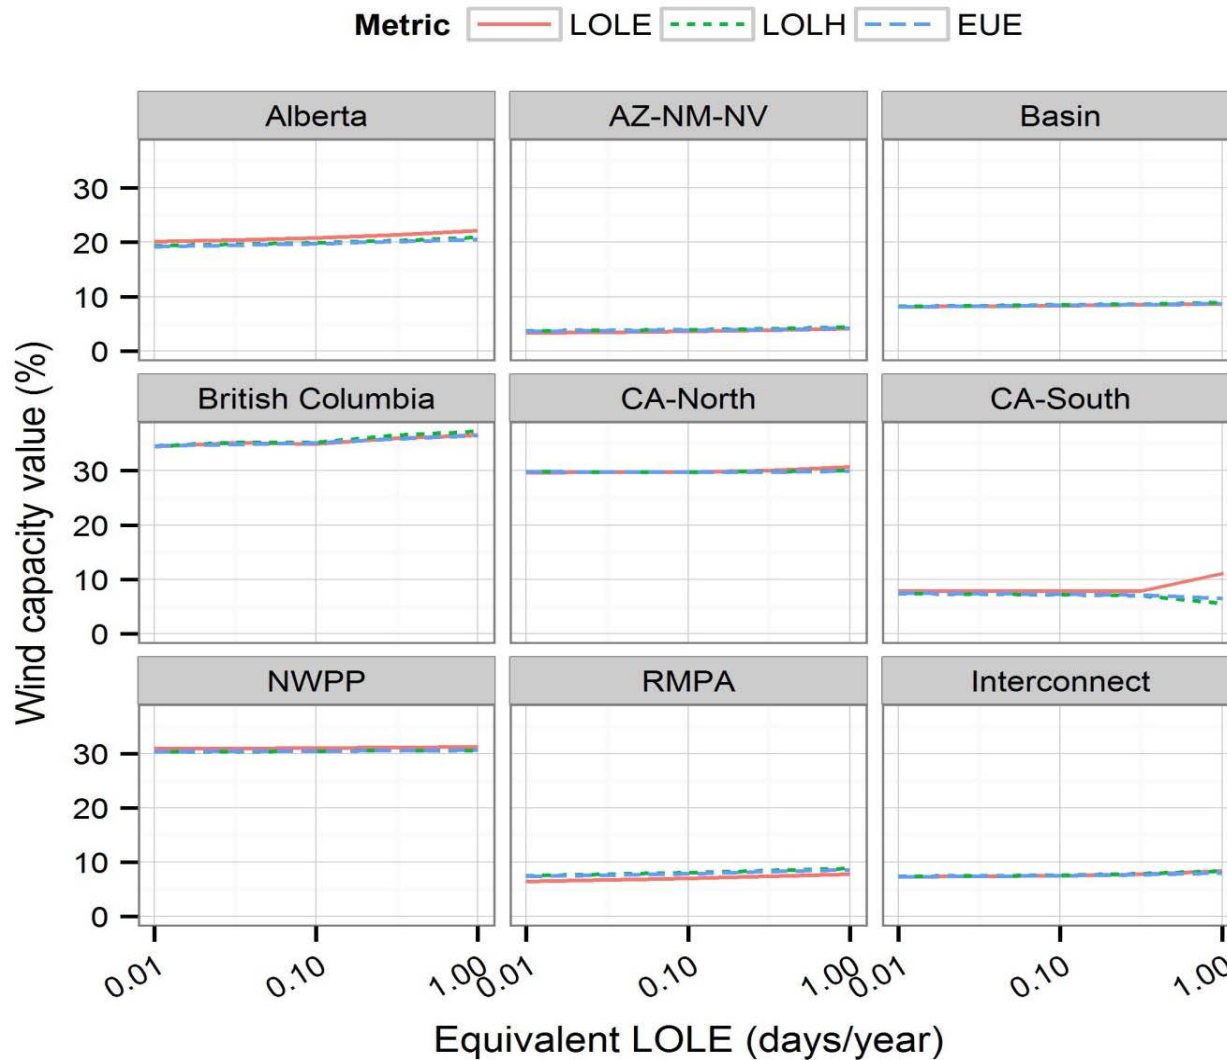 Metric LOLE LOLH EUE
Alberta AZ-NM-NV Basin
30
20
10
0
British Columbia CA-North CA-South
30
20
10
0
NWPP RMPA Interconnect
30
20
10
0
0.01 0.10 1.00 0.01 0.10 1.00 0.01 0.10 1.00
Wind capacity value (%)
Equivalent LOLE (days/year)